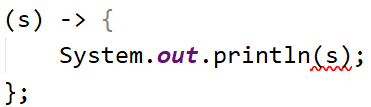 (s) -> {
    System.out.println(s);
};